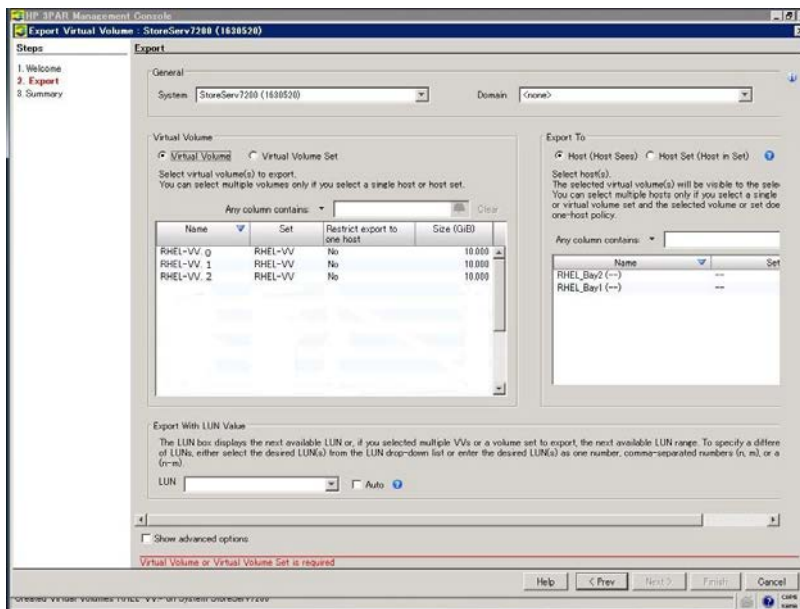 HP 3PAR Management Console
Export Virtual Volume : StoreServ7200 (1630520)
Steps
Export
1. Welcome
2. Export
3. Summary
General
System StoreServ7200 (1630520) Domain <none>
Virtual Volume
Virtual Volume Virtual Volume Set
Select virtual volume(s) to export.
You can select multiple volumes only if you select a single host or host set.
Any column contains: Clear
Name Set Restrict export to one host Size (GiB)
RHEL-VV. 0 RHEL-VV No 10.000
RHEL-VV. 1 RHEL-VV No 10.000
RHEL-VV. 2 RHEL-VV No 10.000
Export To
Host (Host Sees) Host Set (Host in Set)
Select host(s).
The selected virtual volume(s) will be visible to the sele
You can select multiple hosts only if you select a single
or virtual volume set and the selected volume or set doe
one-host policy.
Any column contains:
Name Set
RHEL_Bay2 (--) --
RHEL_Bay1 (--) --
Export With LUN Value
The LUN box displays the next available LUN or, if you selected multiple VVs or a volume set to export, the next available LUN range. To specify a differe
of LUNs, either select the desired LUN(s) from the LUN drop-down list or enter the desired LUN(s) as one number, comma-separated numbers (n, m), or a
(n-m).
LUN Auto
Show advanced options
Virtual Volume or Virtual Volume Set is required
Help < Prev Next > Finish Cancel